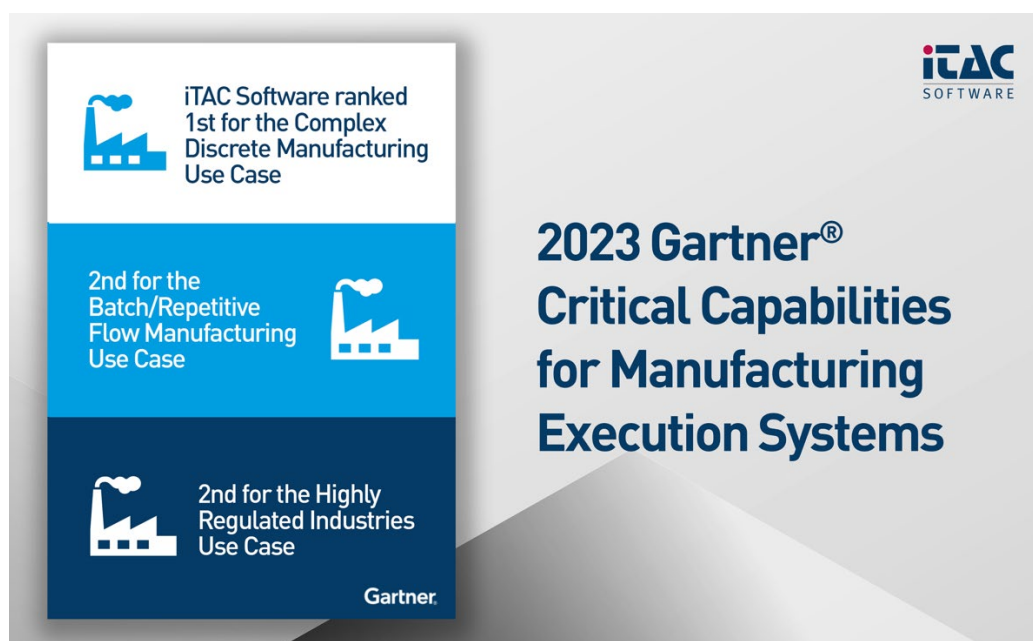 iTAC Software ranked
1st for the Complex
Discrete Manufacturing
Use Case
2nd for the
Batch/Repetitive
Flow Manufacturing
Use Case
2nd for the Highly
Regulated Industries
Use Case
Gartner®
iTAC
SOFTWARE
2023 Gartner®
Critical Capabilities
for Manufacturing
Execution Systems